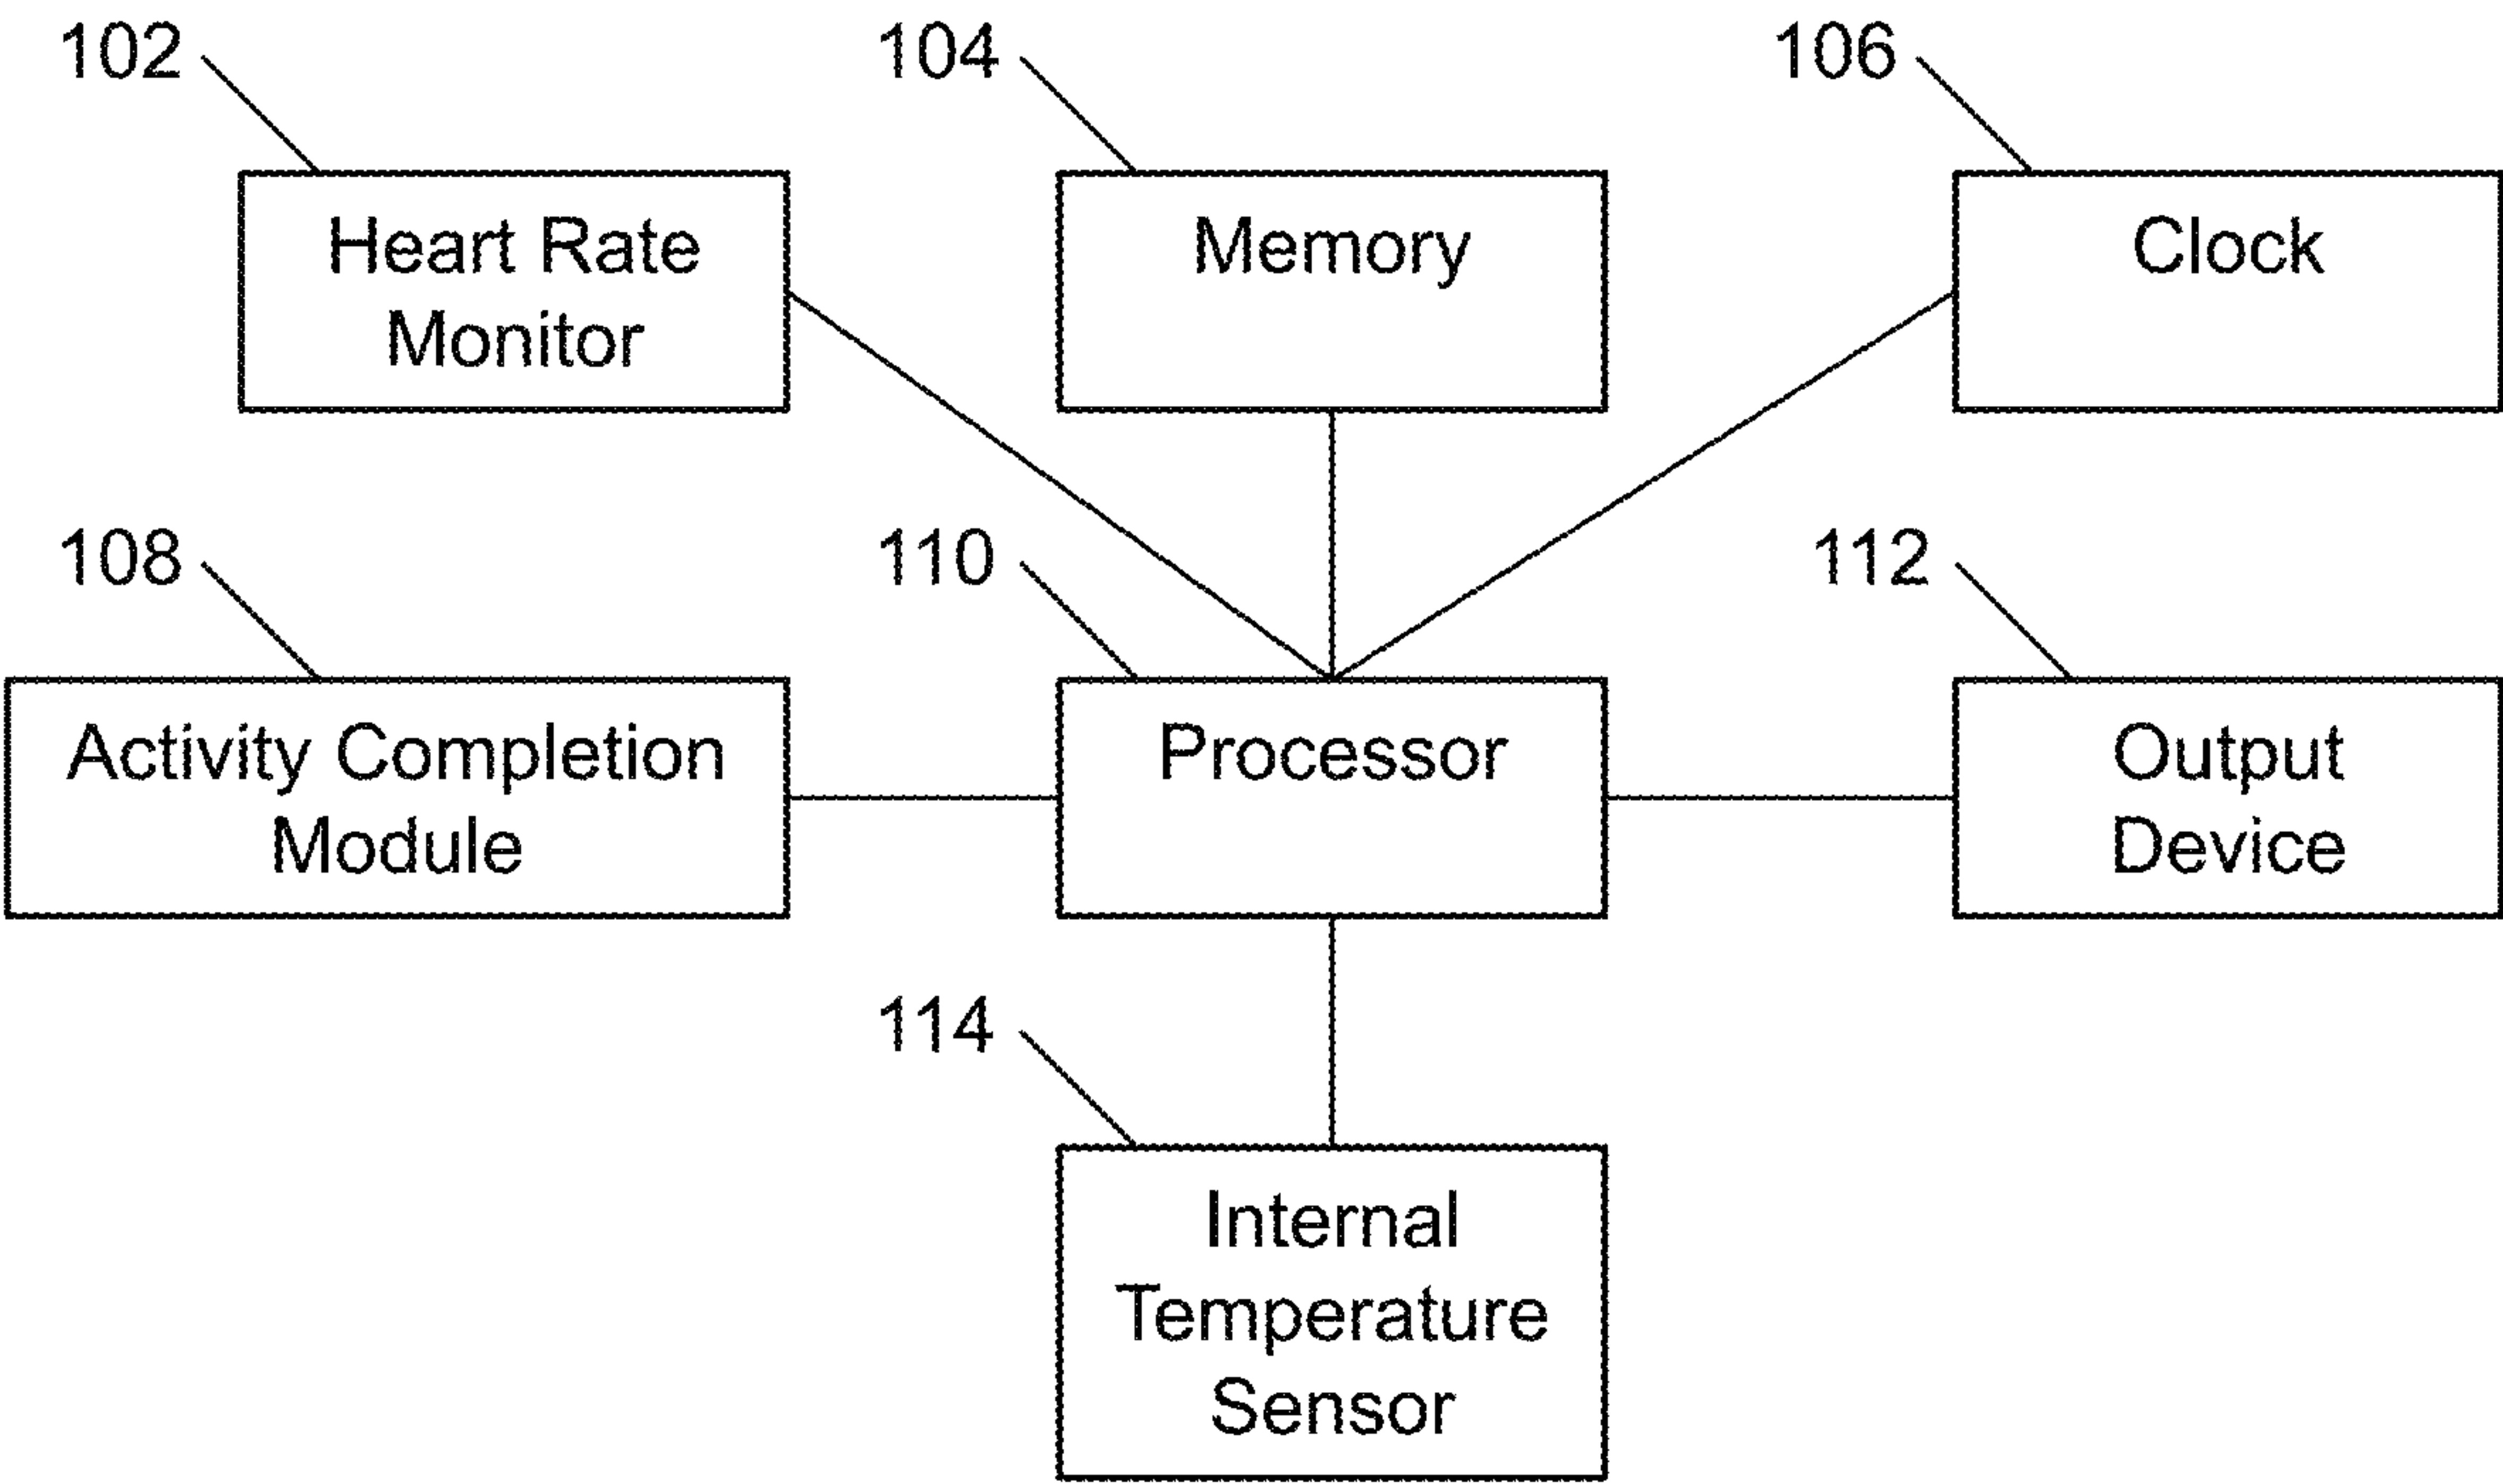 102
104
106
Heart Rate
Monitor
Memory
Clock
108
110
112
Activity Completion
Module
Processor
Output
Device
114
Internal
Temperature
Sensor